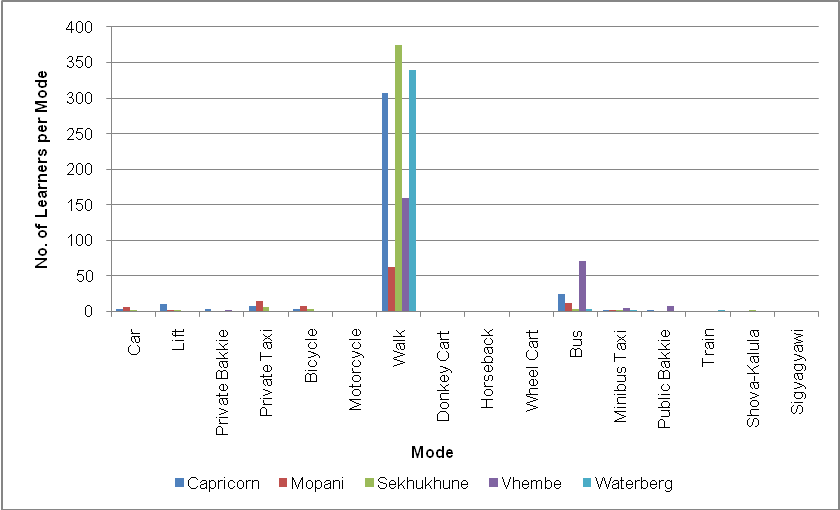 No. of Learners per Mode
400
350
300
250
200
150
100
50
0
Car
Lift
Private Bakkie
Private Taxi
Bicycle
Motorcycle
Walk
Donkey Cart
Horseback
Wheel Cart
Bus
Minibus Taxi
Public Bakkie
Train
Shova-Kalula
Sigyagyawi
Mode
Capricorn Mopani Sekhukhune Vhembe Waterberg